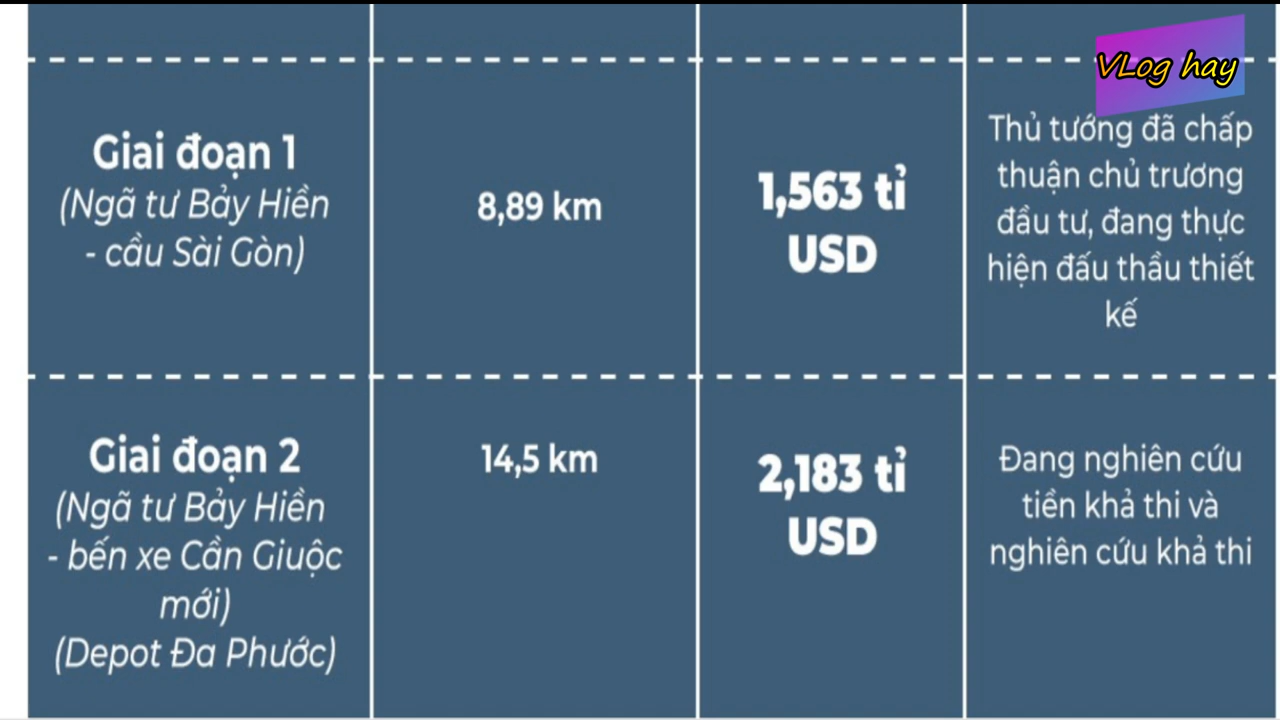 VLog hay
Giai đoạn 1
(Ngã tư Bảy Hiền
- cầu Sài Gòn)
8,89 km
1,563 tỉ
USD
Thủ tướng đã chấp
thuận chủ trương
đầu tư, đang thực
hiện đấu thầu thiết
kế
Giai đoạn 2
(Ngã tư Bảy Hiền
- bến xe Cần Giuộc
mới)
(Depot Đa Phước)
14,5 km
2,183 tỉ
USD
Đang nghiên cứu
tiền khả thi và
nghiên cứu khả thi